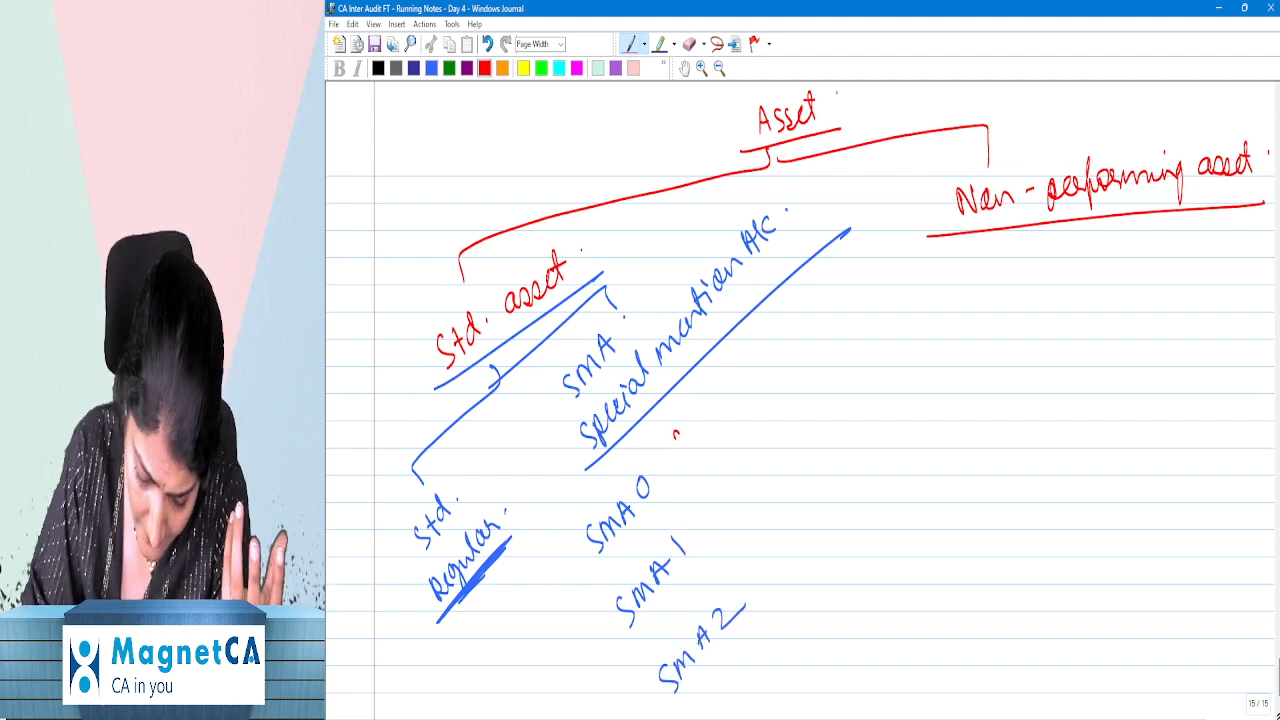 CA Inter Audit FT - Running Notes - Day 4 - Windows Journal
File Edit View Insert Actions Tools Help
Page Width
B I
Asset
Non-performing asset
Std. asset
SMA
Special mention A/C
Std.
Regular
SMA 0
SMA 1
SMA 2
MagnetCA
CA in you
15 / 15